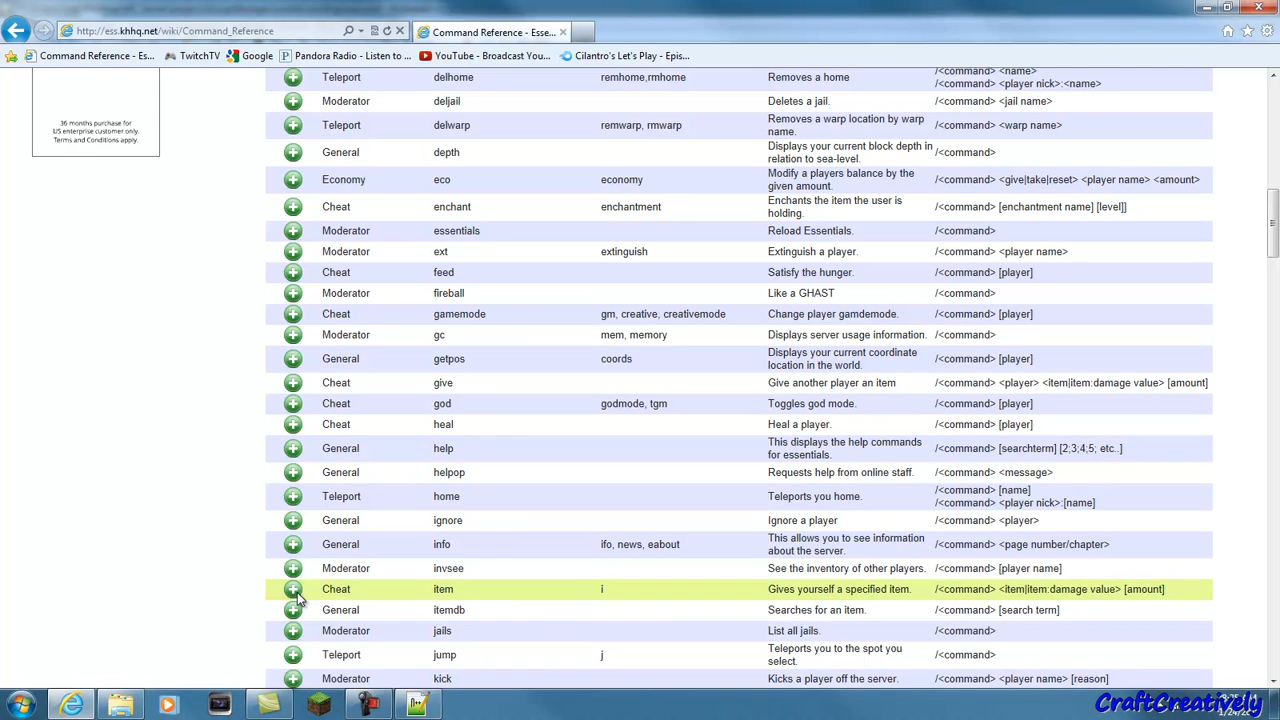 http://ess.khhq.net/wiki/Command_Reference
Command Reference - Esse...
Command Reference - Es...
TwitchTV
Google
Pandora Radio - Listen to ...
YouTube - Broadcast You...
Cilantro's Let's Play - Epis...
36 months purchase for
US enterprise customer only.
Terms and Conditions apply.
Teleport delhome remhome,rmhome Removes a home /<command> <name>
/<command> <player nick>:<name>
Moderator deljail Deletes a jail. /<command> <jail name>
Teleport delwarp remwarp, rmwarp Removes a warp location by warp name. /<command> <warp name>
General depth Displays your current block depth in relation to sea-level. /<command>
Economy eco economy Modify a players balance by the given amount. /<command> <give|take|reset> <player name> <amount>
Cheat enchant enchantment Enchants the item the user is holding. /<command> [enchantment name] [level]]
Moderator essentials Reload Essentials. /<command>
Moderator ext extinguish Extinguish a player. /<command> <player name>
Cheat feed Satisfy the hunger. /<command> [player]
Moderator fireball Like a GHAST /<command>
Cheat gamemode gm, creative, creativemode Change player gamdemode. /<command> [player]
Moderator gc mem, memory Displays server usage information. /<command>
General getpos coords Displays your current coordinate location in the world. /<command> [player]
Cheat give Give another player an item /<command> <player> <item|item:damage value> [amount]
Cheat god godmode, tgm Toggles god mode. /<command> [player]
Cheat heal Heal a player. /<command> [player]
General help This displays the help commands for essentials. /<command> [searchterm] [2;3;4;5; etc..]
General helpop Requests help from online staff. /<command> <message>
Teleport home Teleports you home. /<command> [name]
/<command> <player nick>:[name]
General ignore Ignore a player /<command> <player>
General info ifo, news, eabout This allows you to see information about the server. /<command> <page number/chapter>
Moderator invsee See the inventory of other players. /<command> [player name]
Cheat item i Gives yourself a specified item. /<command> <item|item:damage value> [amount]
General itemdb Searches for an item. /<command> [search term]
Moderator jails List all jails. /<command>
Teleport jump j Teleports you to the spot you select. /<command>
Moderator kick Kicks a player off the server. /<command> <player name> [reason]
CraftCreatively